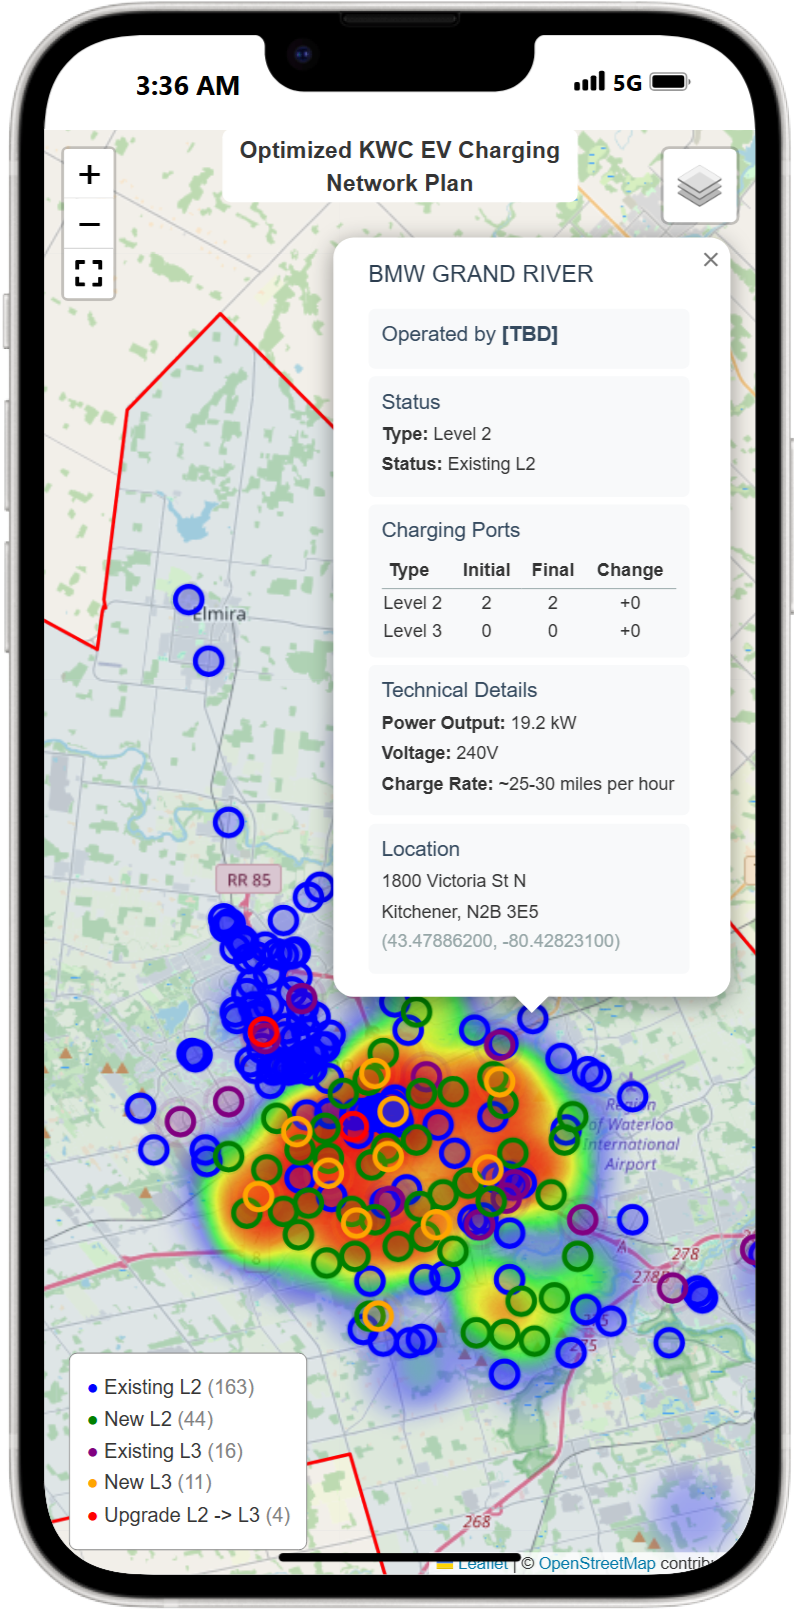 3:36 AM
5G
+
−
Optimized KWC EV Charging
Network Plan
×
BMW GRAND RIVER
Operated by [TBD]
Status
Type: Level 2
Status: Existing L2
Charging Ports
Type Initial Final Change
Level 2 2 2 +0
Level 3 0 0 +0
Technical Details
Power Output: 19.2 kW
Voltage: 240V
Charge Rate: ~25-30 miles per hour
Location
1800 Victoria St N
Kitchener, N2B 3E5
(43.47886200, -80.42823100)
Elmira
RR 85
Region
of Waterloo
International
Airport
8
278
278B
268
Existing L2 (163)
New L2 (44)
Existing L3 (16)
New L3 (11)
Upgrade L2 -> L3 (4)
Leaflet | © OpenStreetMap contrib